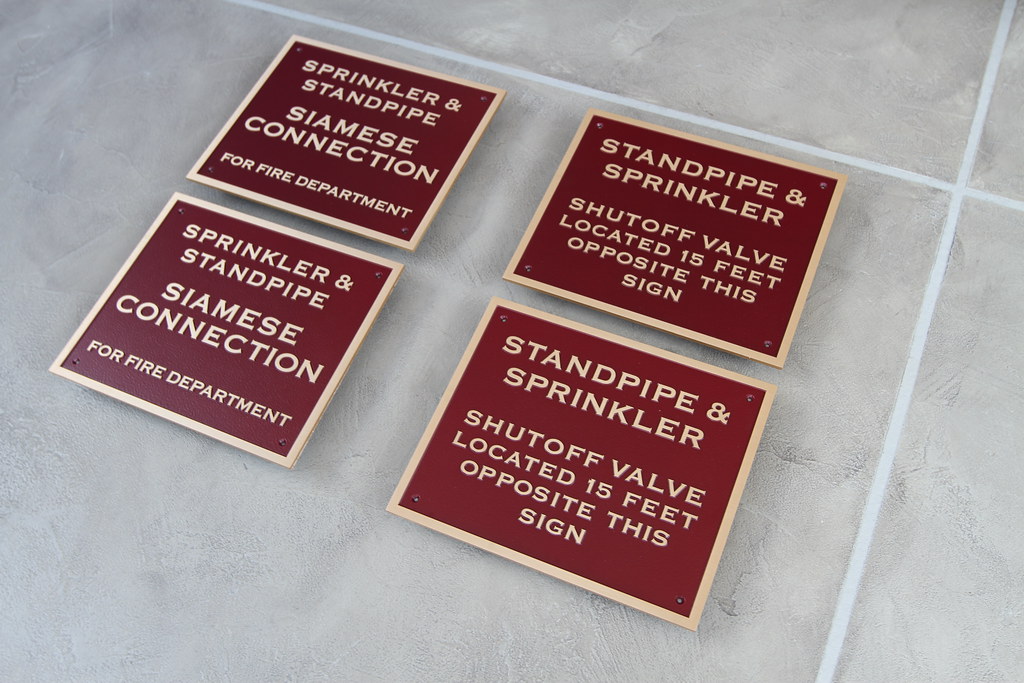 SPRINKLER &
STANDPIPE
SIAMESE
CONNECTION
FOR FIRE DEPARTMENT
STANDPIPE &
SPRINKLER
SHUTOFF VALVE
LOCATED 15 FEET
OPPOSITE THIS
SIGN
SPRINKLER &
STANDPIPE
SIAMESE
CONNECTION
FOR FIRE DEPARTMENT
STANDPIPE &
SPRINKLER
SHUTOFF VALVE
LOCATED 15 FEET
OPPOSITE THIS
SIGN